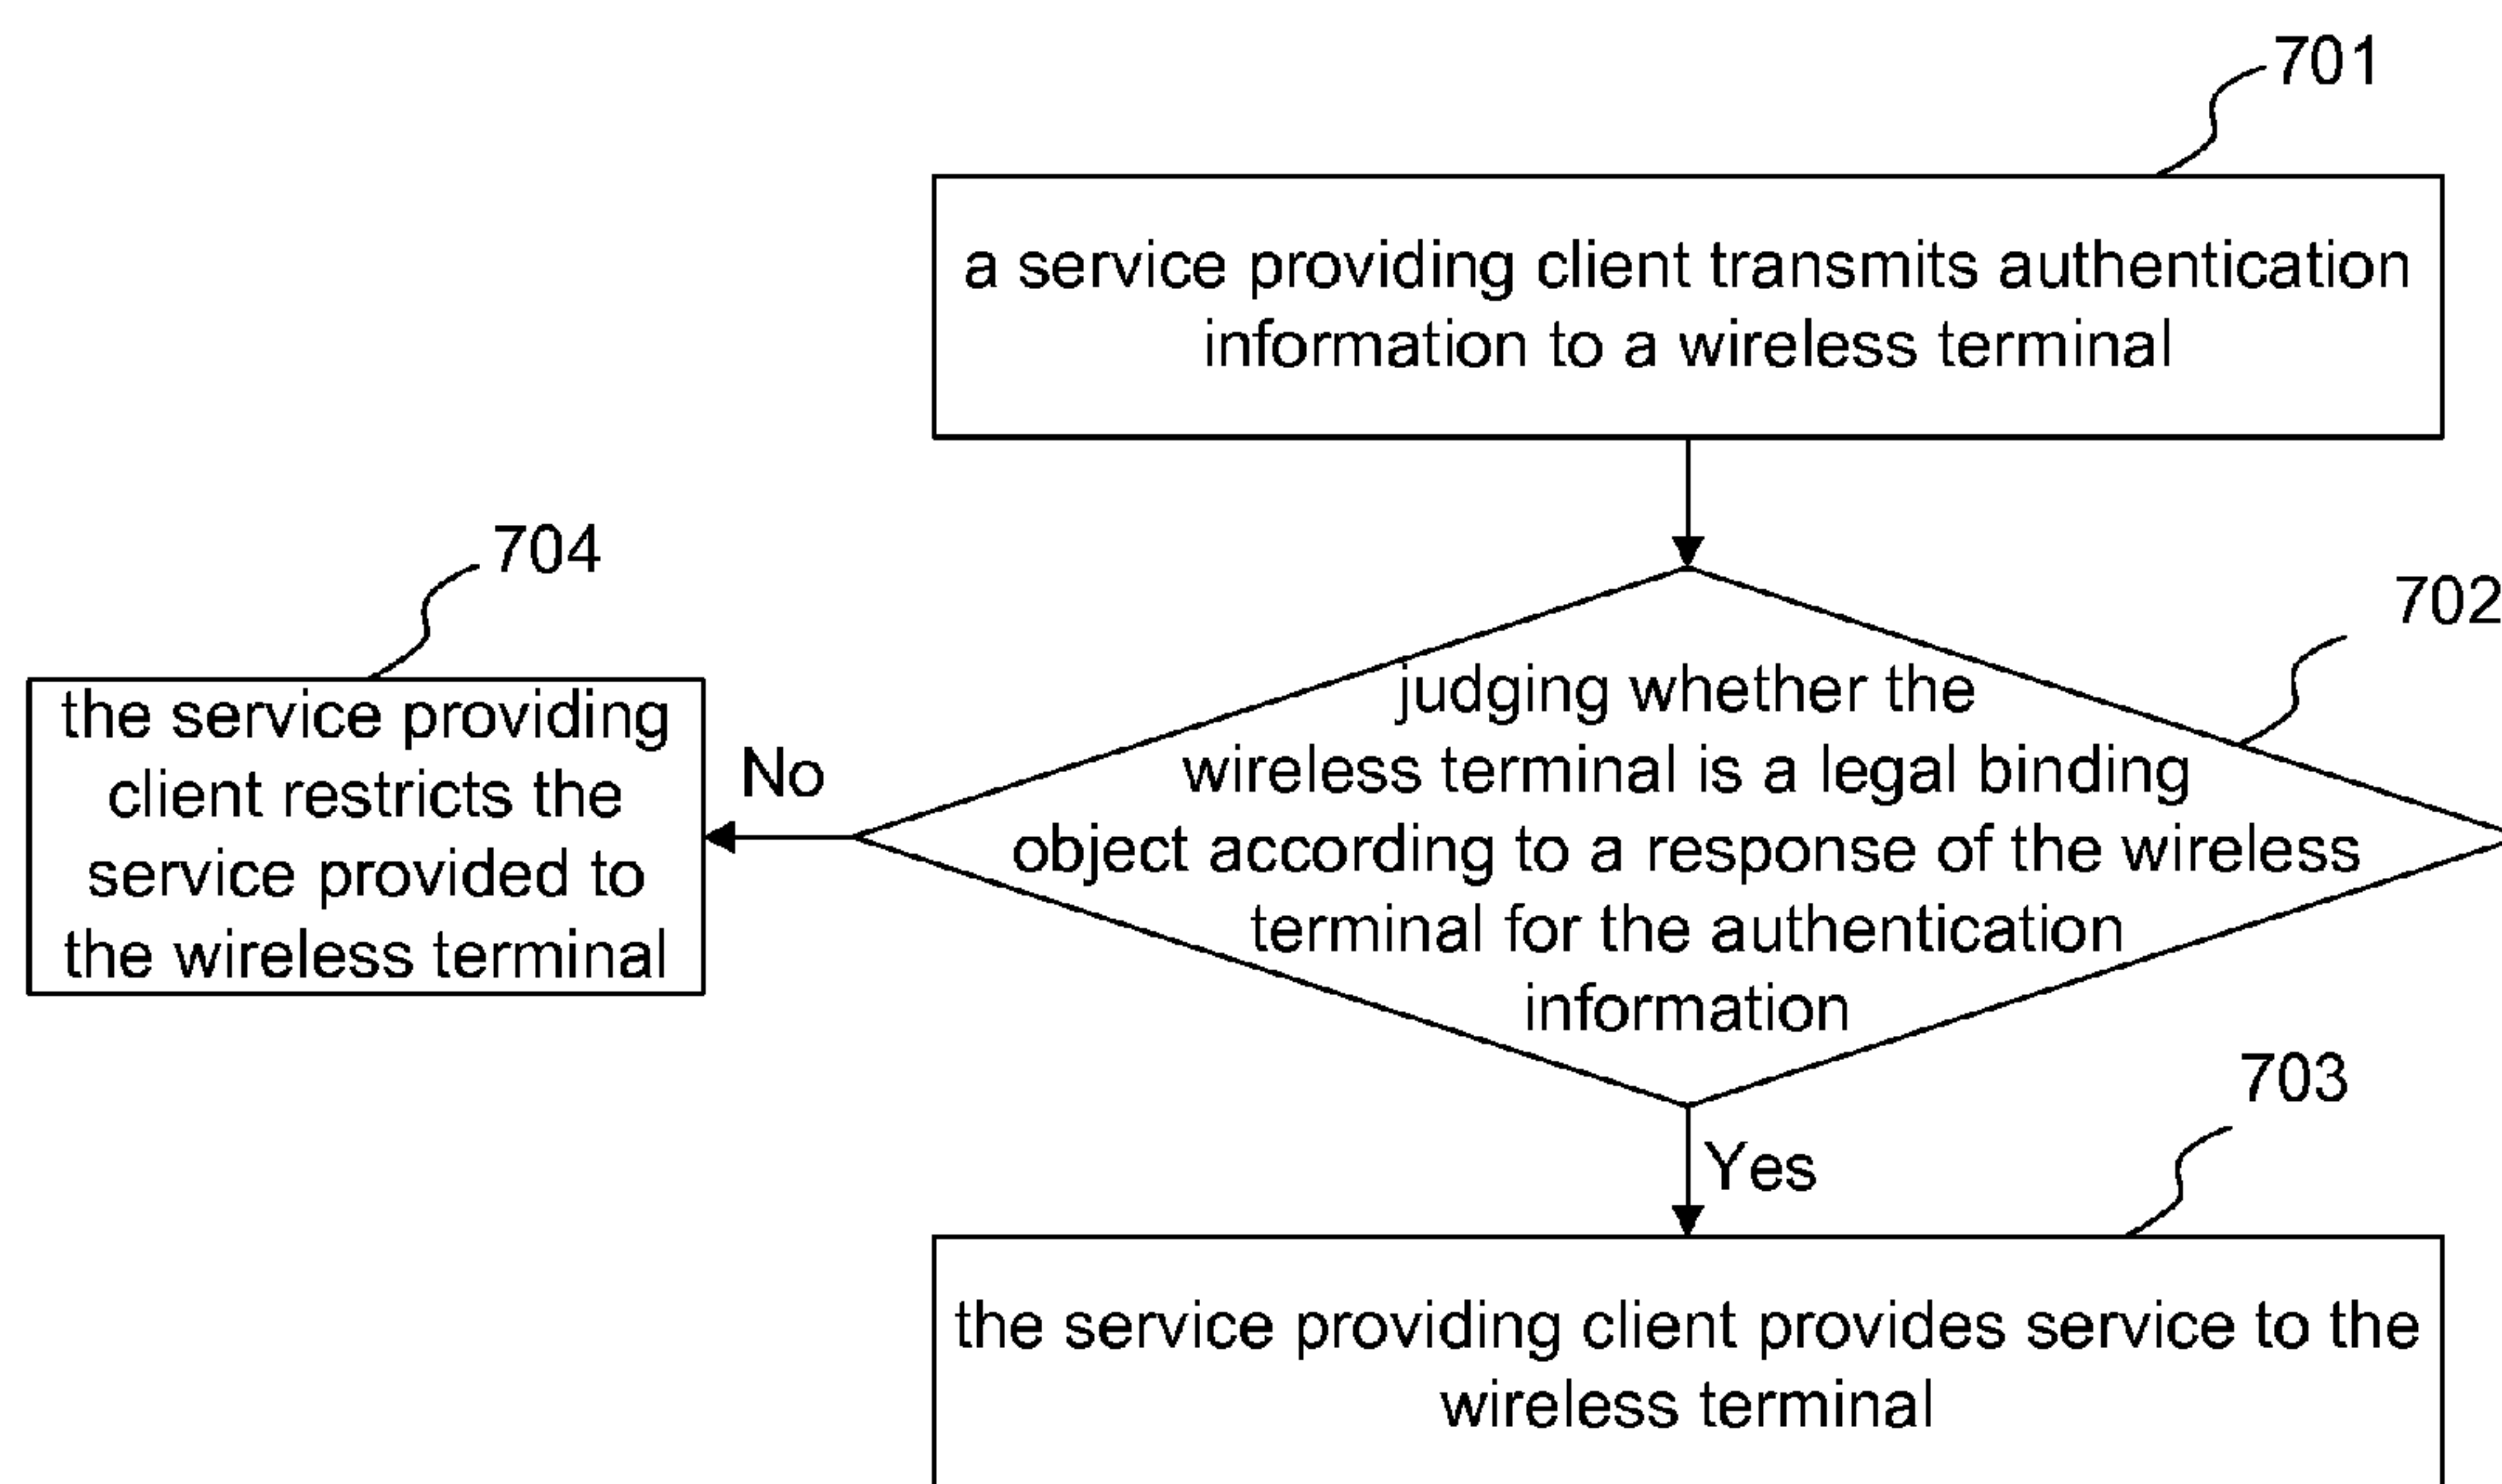 701
a service providing client transmits authentication
information to a wireless terminal
704
702
the service providing
client restricts the
service provided to
the wireless terminal
No
judging whether the
wireless terminal is a legal binding
object according to a response of the wireless
terminal for the authentication
information
703
Yes
the service providing client provides service to the
wireless terminal